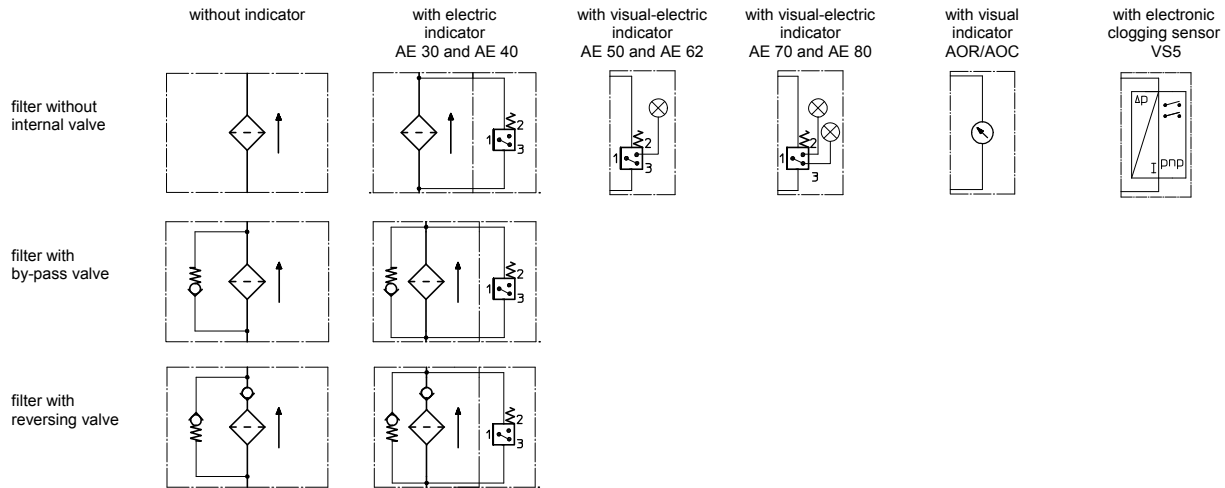 without indicator
with electric
indicator
AE 30 and AE 40
with visual-electric
indicator
AE 50 and AE 62
with visual-electric
indicator
AE 70 and AE 80
with visual
indicator
AOR/AOC
with electronic
clogging sensor
VS5
filter without
internal valve
1 2 3
1 2 3
1 2 3
Δp
I pnp
filter with
by-pass valve
1 2 3
filter with
reversing valve
1 2 3